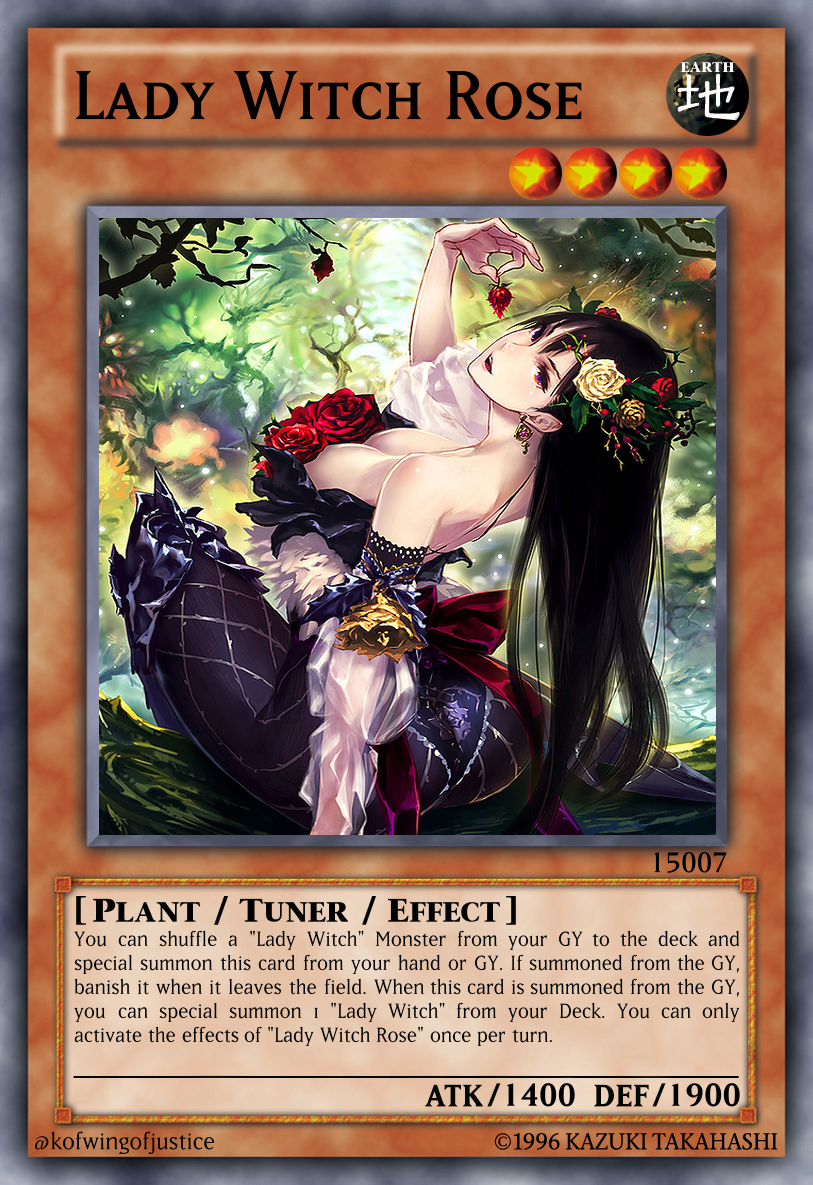 Lady Witch Rose
EARTH
地
15007
[ Plant / Tuner / Effect ]
You can shuffle a "Lady Witch" Monster from your GY to the deck and
special summon this card from your hand or GY. If summoned from the GY,
banish it when it leaves the field. When this card is summoned from the GY,
you can special summon 1 "Lady Witch" from your Deck. You can only
activate the effects of "Lady Witch Rose" once per turn.
ATK/1400 DEF/1900
@kofwingofjustice
©1996 KAZUKI TAKAHASHI